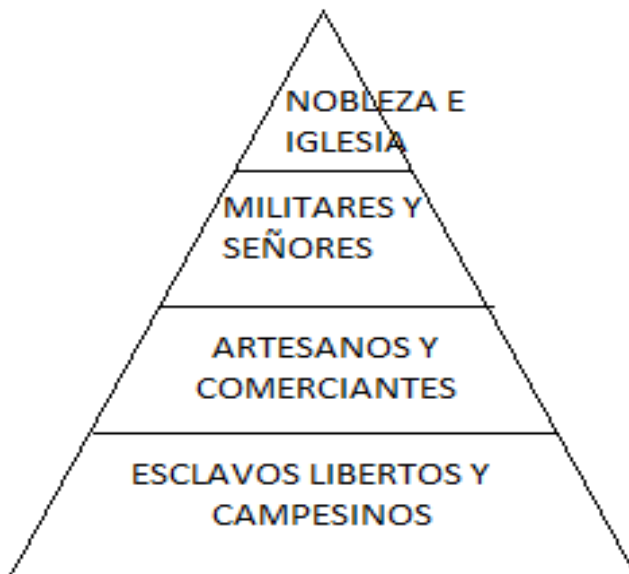 NOBLEZA E
IGLESIA
MILITARES Y
SEÑORES
ARTESANOS Y
COMERCIANTES
ESCLAVOS LIBERTOS Y
CAMPESINOS